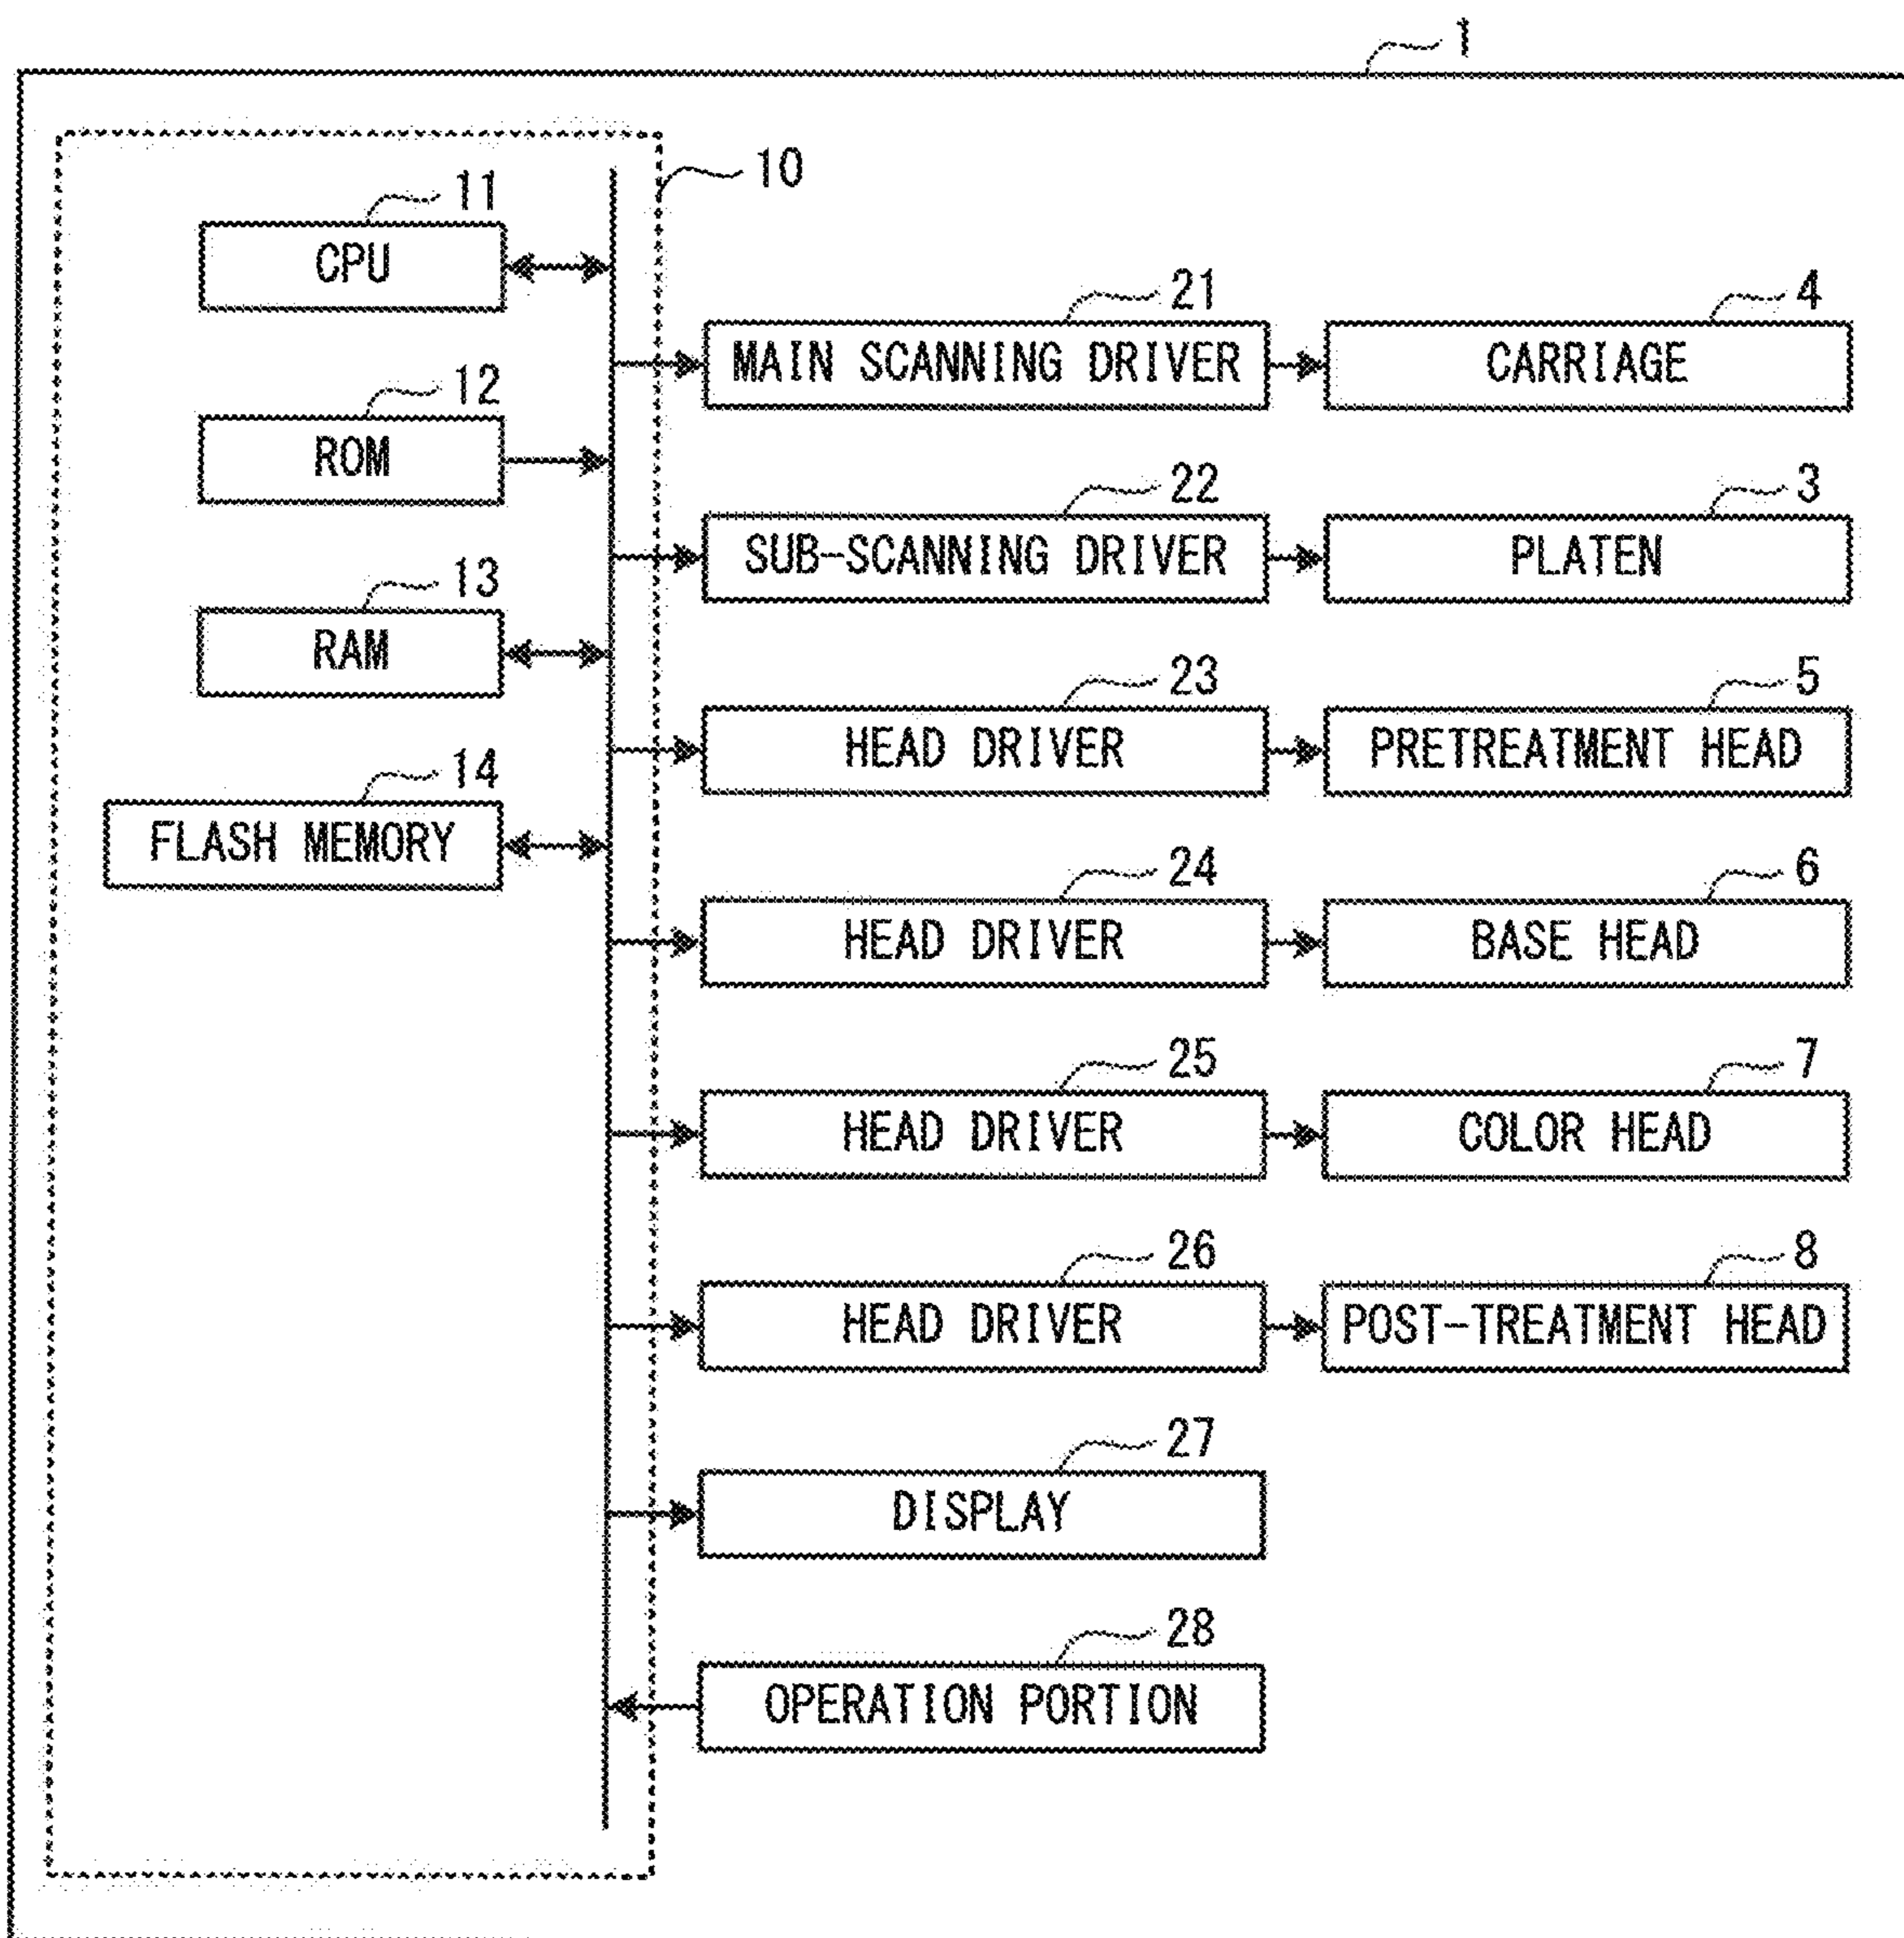 1
10
11
CPU
21
4
MAIN SCANNING DRIVER
CARRIAGE
12
ROM
22
3
SUB-SCANNING DRIVER
PLATEN
13
RAM
23
5
HEAD DRIVER
PRETREATMENT HEAD
14
FLASH MEMORY
24
6
HEAD DRIVER
BASE HEAD
25
7
HEAD DRIVER
COLOR HEAD
26
8
HEAD DRIVER
POST-TREATMENT HEAD
27
DISPLAY
28
OPERATION PORTION